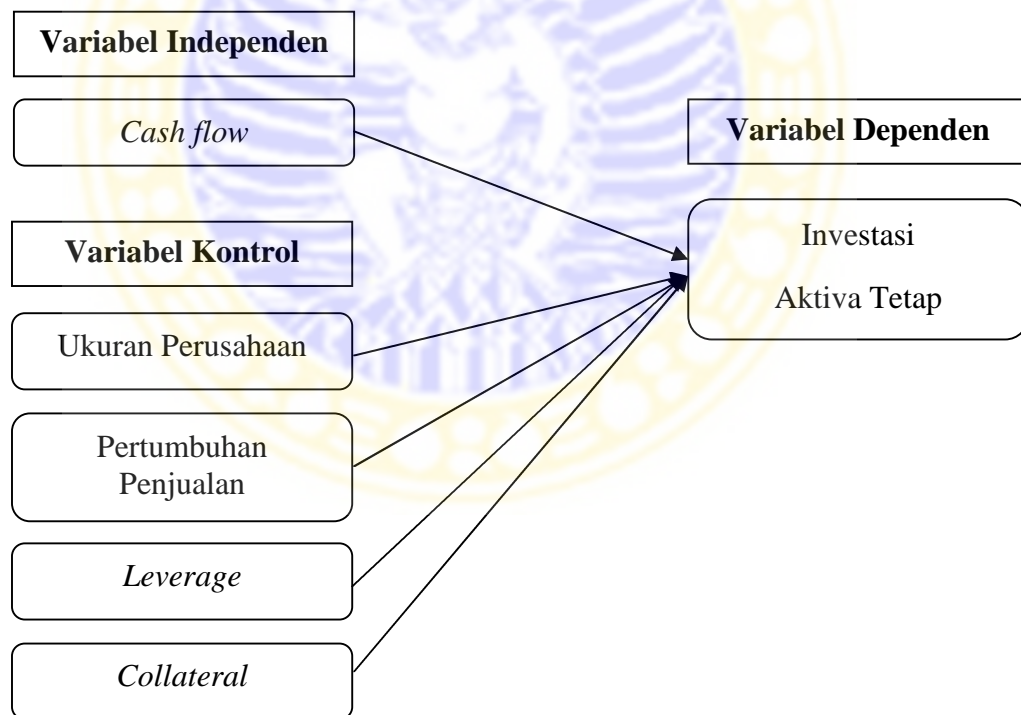 Variabel Independen
Cash flow
Variabel Kontrol
Ukuran Perusahaan
Pertumbuhan
Penjualan
Leverage
Collateral
Variabel Dependen
Investasi
Aktiva Tetap